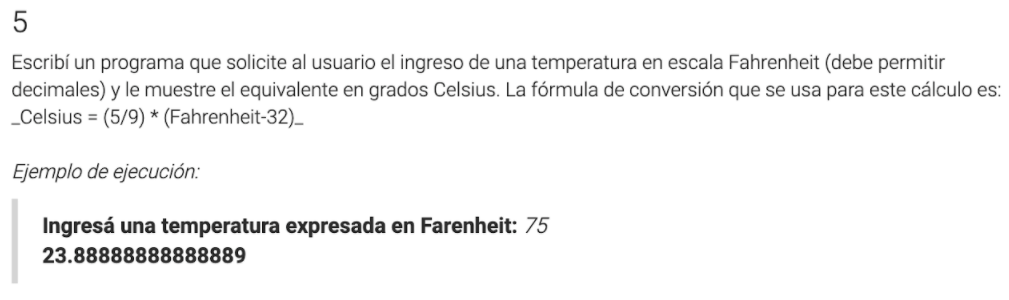 5
Escribí un programa que solicite al usuario el ingreso de una temperatura en escala Fahrenheit (debe permitir
decimales) y le muestre el equivalente en grados Celsius. La fórmula de conversión que se usa para este cálculo es:
_Celsius = (5/9) * (Fahrenheit-32)_
Ejemplo de ejecución:
Ingresá una temperatura expresada en Farenheit: 75
23.88888888888889